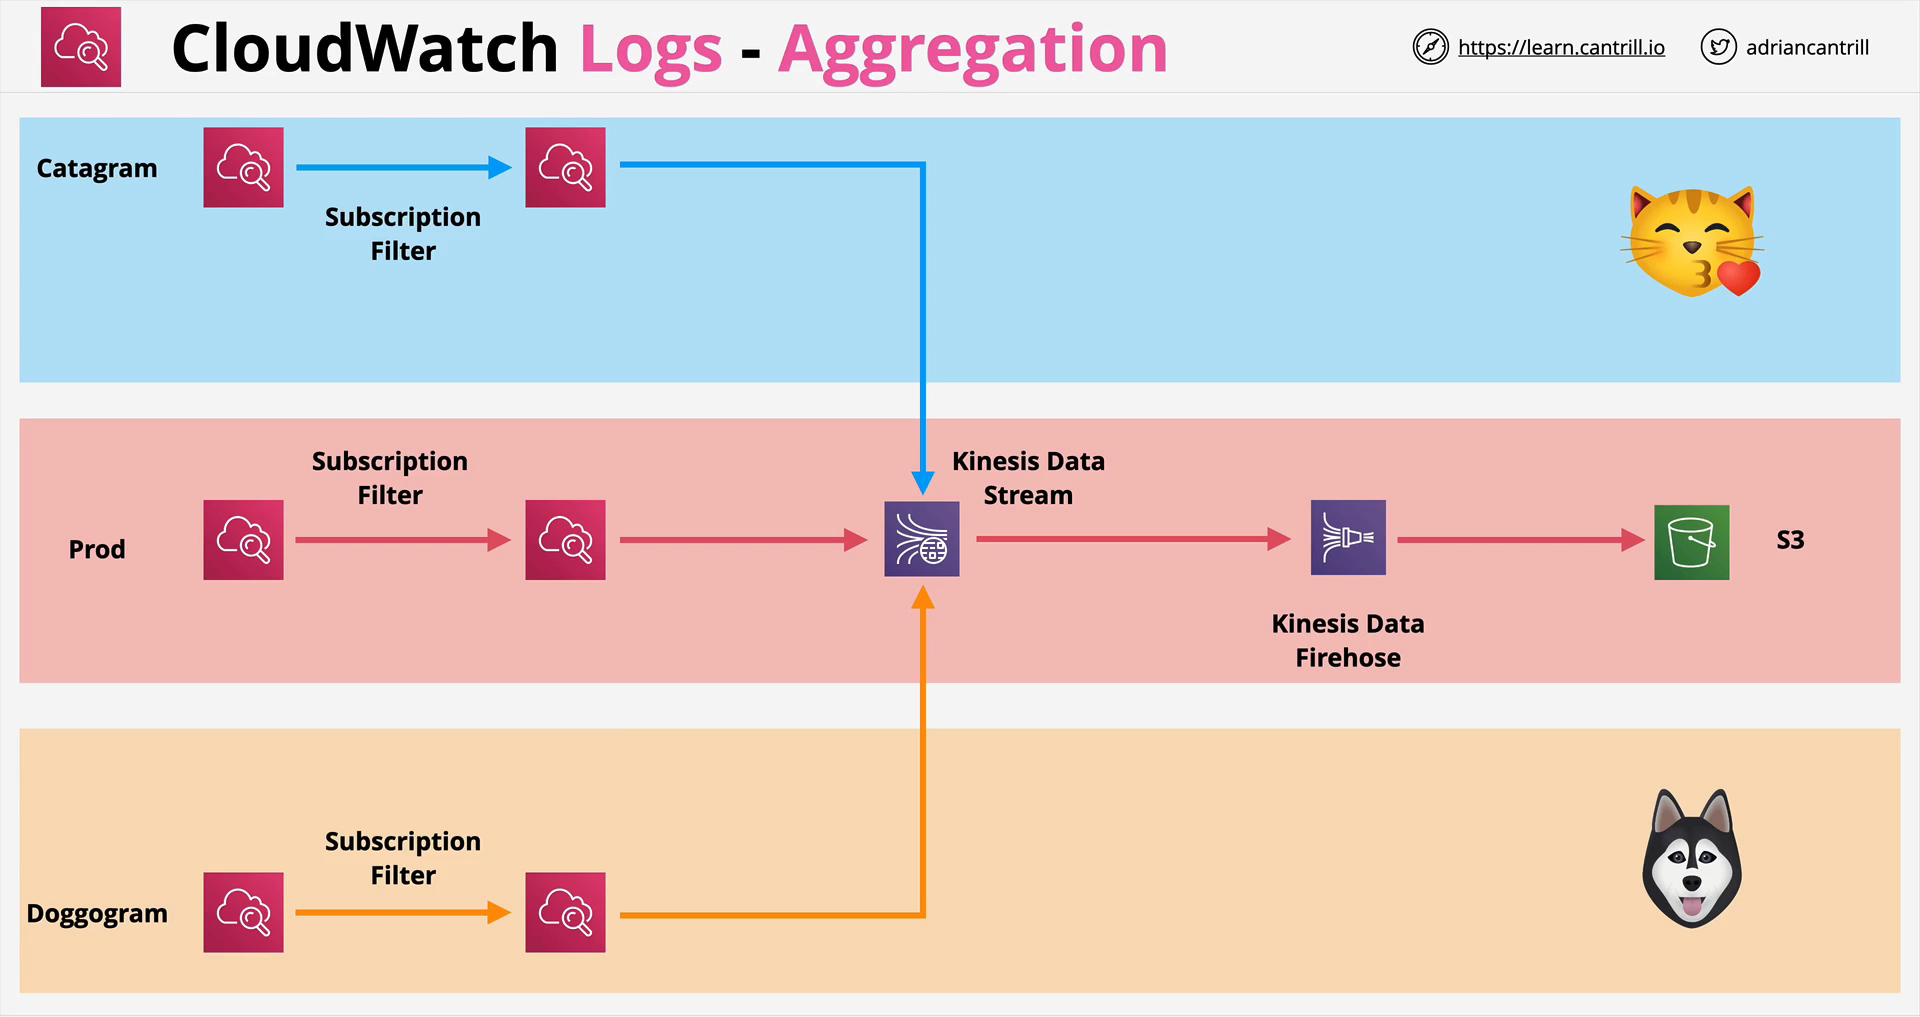 CloudWatch Logs - Aggregation
https://learn.cantrill.io
adriancantrill
Catagram
Subscription
Filter
Subscription
Filter
Prod
Kinesis Data
Stream
Kinesis Data
Firehose
S3
Subscription
Filter
Doggogram